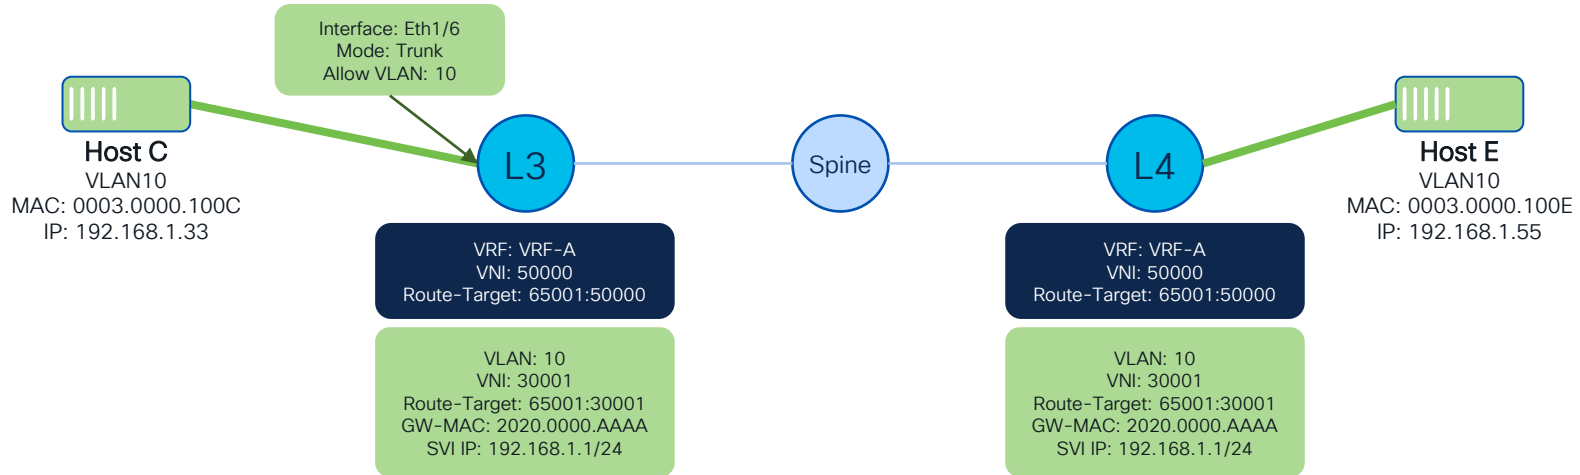 Interface: Eth1/6
Mode: Trunk
Allow VLAN: 10
Host C
VLAN10
MAC: 0003.0000.100C
IP: 192.168.1.33
L3
Spine
L4
Host E
VLAN10
MAC: 0003.0000.100E
IP: 192.168.1.55
VRF: VRF-A
VNI: 50000
Route-Target: 65001:50000
VLAN: 10
VNI: 30001
Route-Target: 65001:30001
GW-MAC: 2020.0000.AAAA
SVI IP: 192.168.1.1/24
VRF: VRF-A
VNI: 50000
Route-Target: 65001:50000
VLAN: 10
VNI: 30001
Route-Target: 65001:30001
GW-MAC: 2020.0000.AAAA
SVI IP: 192.168.1.1/24